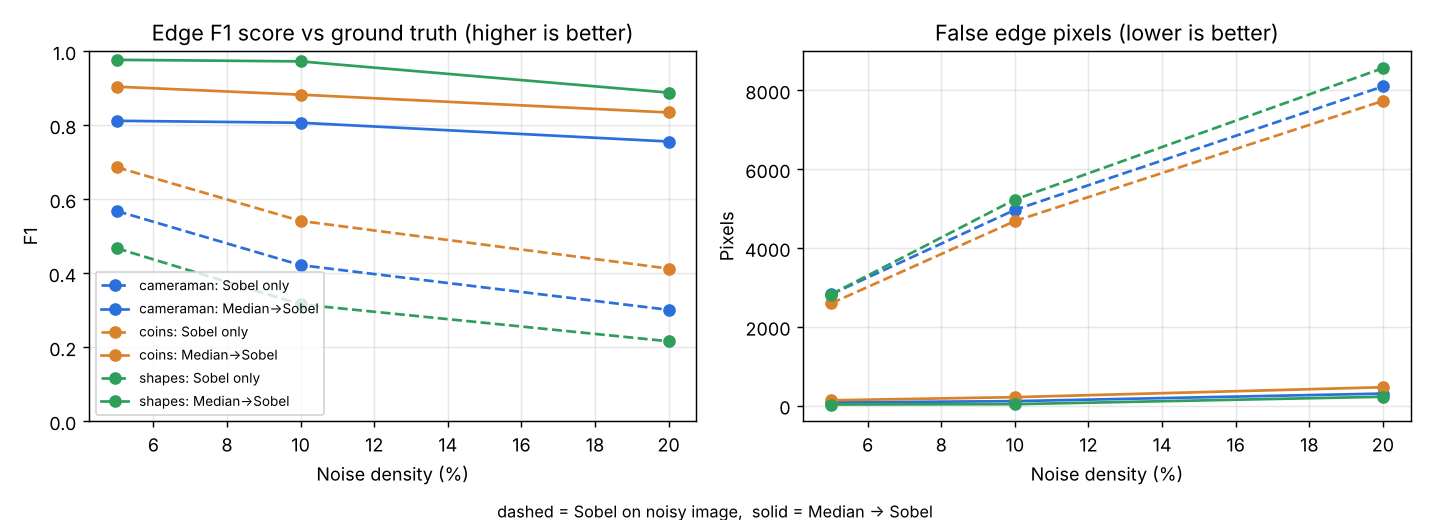 Edge F1 score vs ground truth (higher is better)
1.0
0.8
0.6
0.4
0.2
0.0
F1
cameraman: Sobel only
cameraman: Median→Sobel
coins: Sobel only
coins: Median→Sobel
shapes: Sobel only
shapes: Median→Sobel
6 8 10 12 14 16 18 20
Noise density (%)
False edge pixels (lower is better)
8000
6000
4000
2000
0
Pixels
6 8 10 12 14 16 18 20
Noise density (%)
dashed = Sobel on noisy image, solid = Median → Sobel